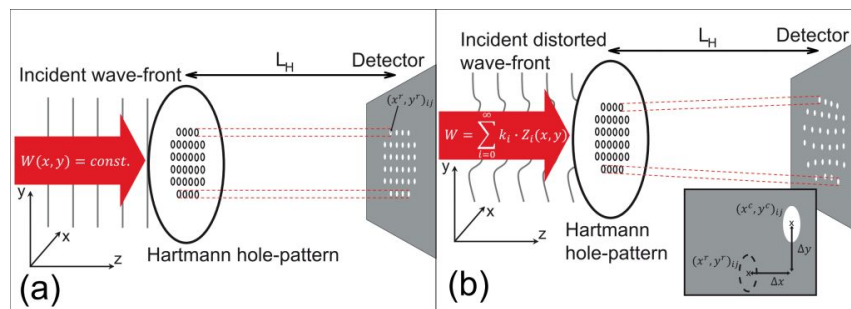 L_H
Detector
Incident wave-front
(x^r, y^r)_ij
W(x, y) = const.
y
x
z
Hartmann hole-pattern
(a)
L_H
Detector
Incident distorted
wave-front
W = ∑_{i=0}^{∞} k_i · Z_i(x, y)
y
x
z
Hartmann
hole-pattern
(x^c, y^c)_ij
x
Δy
(x^r, y^r)_ij
x
Δx
(b)